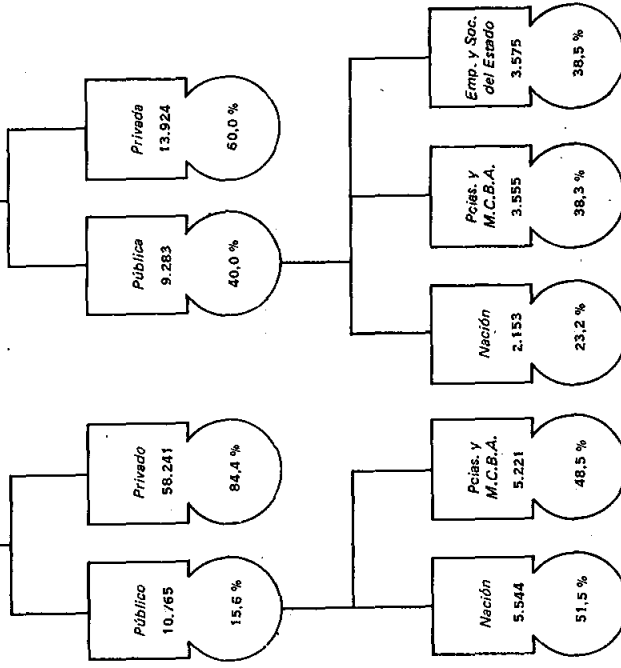 Público
10.765
15,6 %
Privado
58.241
84,4 %
Pública
9.283
40,0 %
Privada
13.924
60,0 %
Nación
5.544
51,5 %
Pcias. y
M.C.B.A.
5.221
48,5 %
Nación
2.153
23,2 %
Pcias. y
M.C.B.A.
3.555
38,3 %
Emp. y Soc.
del Estado
3.575
38,5 %